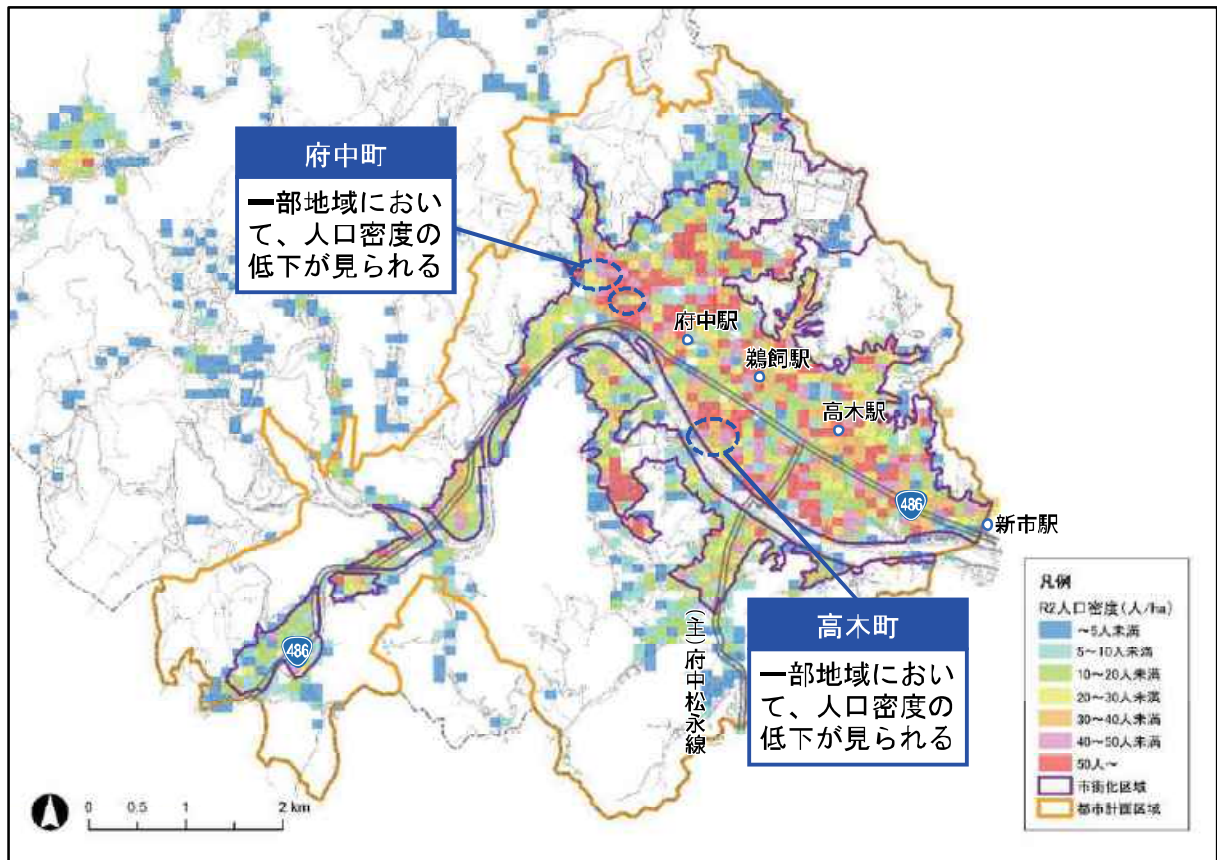 府中町
一部地域におい
て、人口密度の
低下が見られる
府中駅
鵜飼駅
高木駅
486
新市駅
高木町
一部地域におい
て、人口密度の
低下が見られる
(主)府中松永線
486
凡例
R2人口密度(人/ha)
～5人未満
5～10人未満
10～20人未満
20～30人未満
30～40人未満
40～50人未満
50人～
市街化区域
都市計画区域
0 0.5 1 2 km